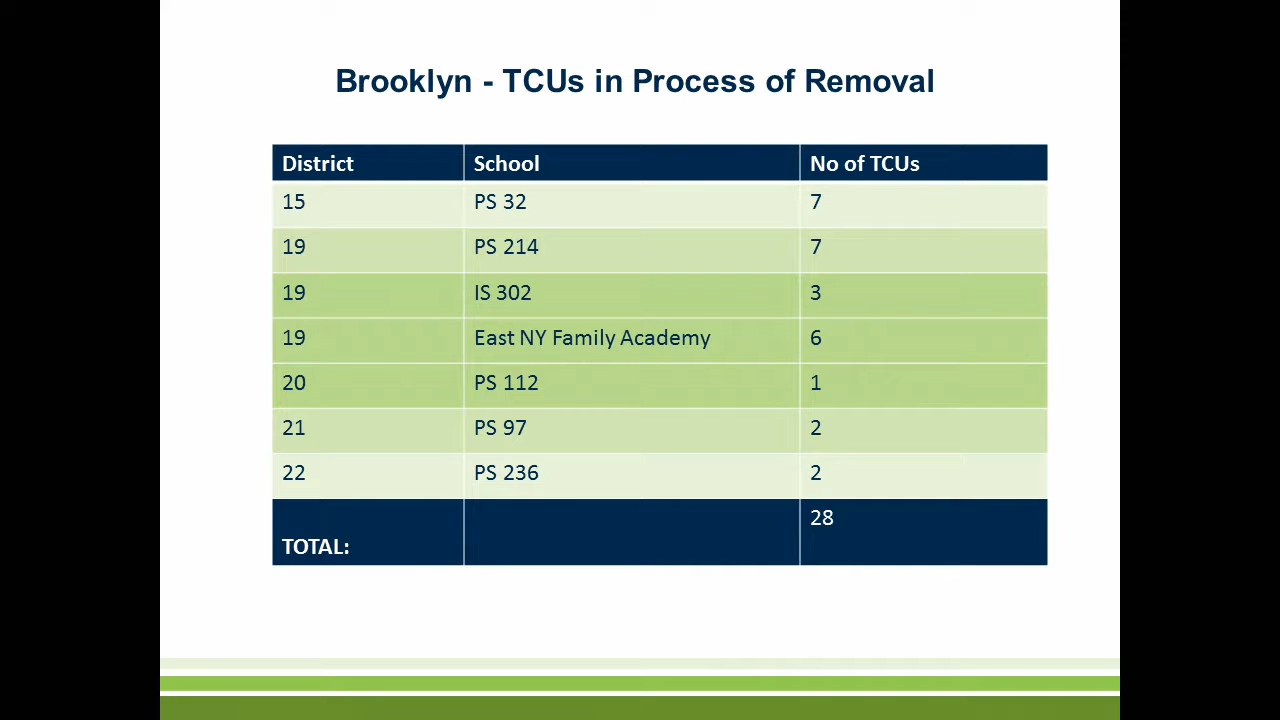 Brooklyn - TCUs in Process of Removal
District School No of TCUs
15 PS 32 7
19 PS 214 7
19 IS 302 3
19 East NY Family Academy 6
20 PS 112 1
21 PS 97 2
22 PS 236 2
28
TOTAL: